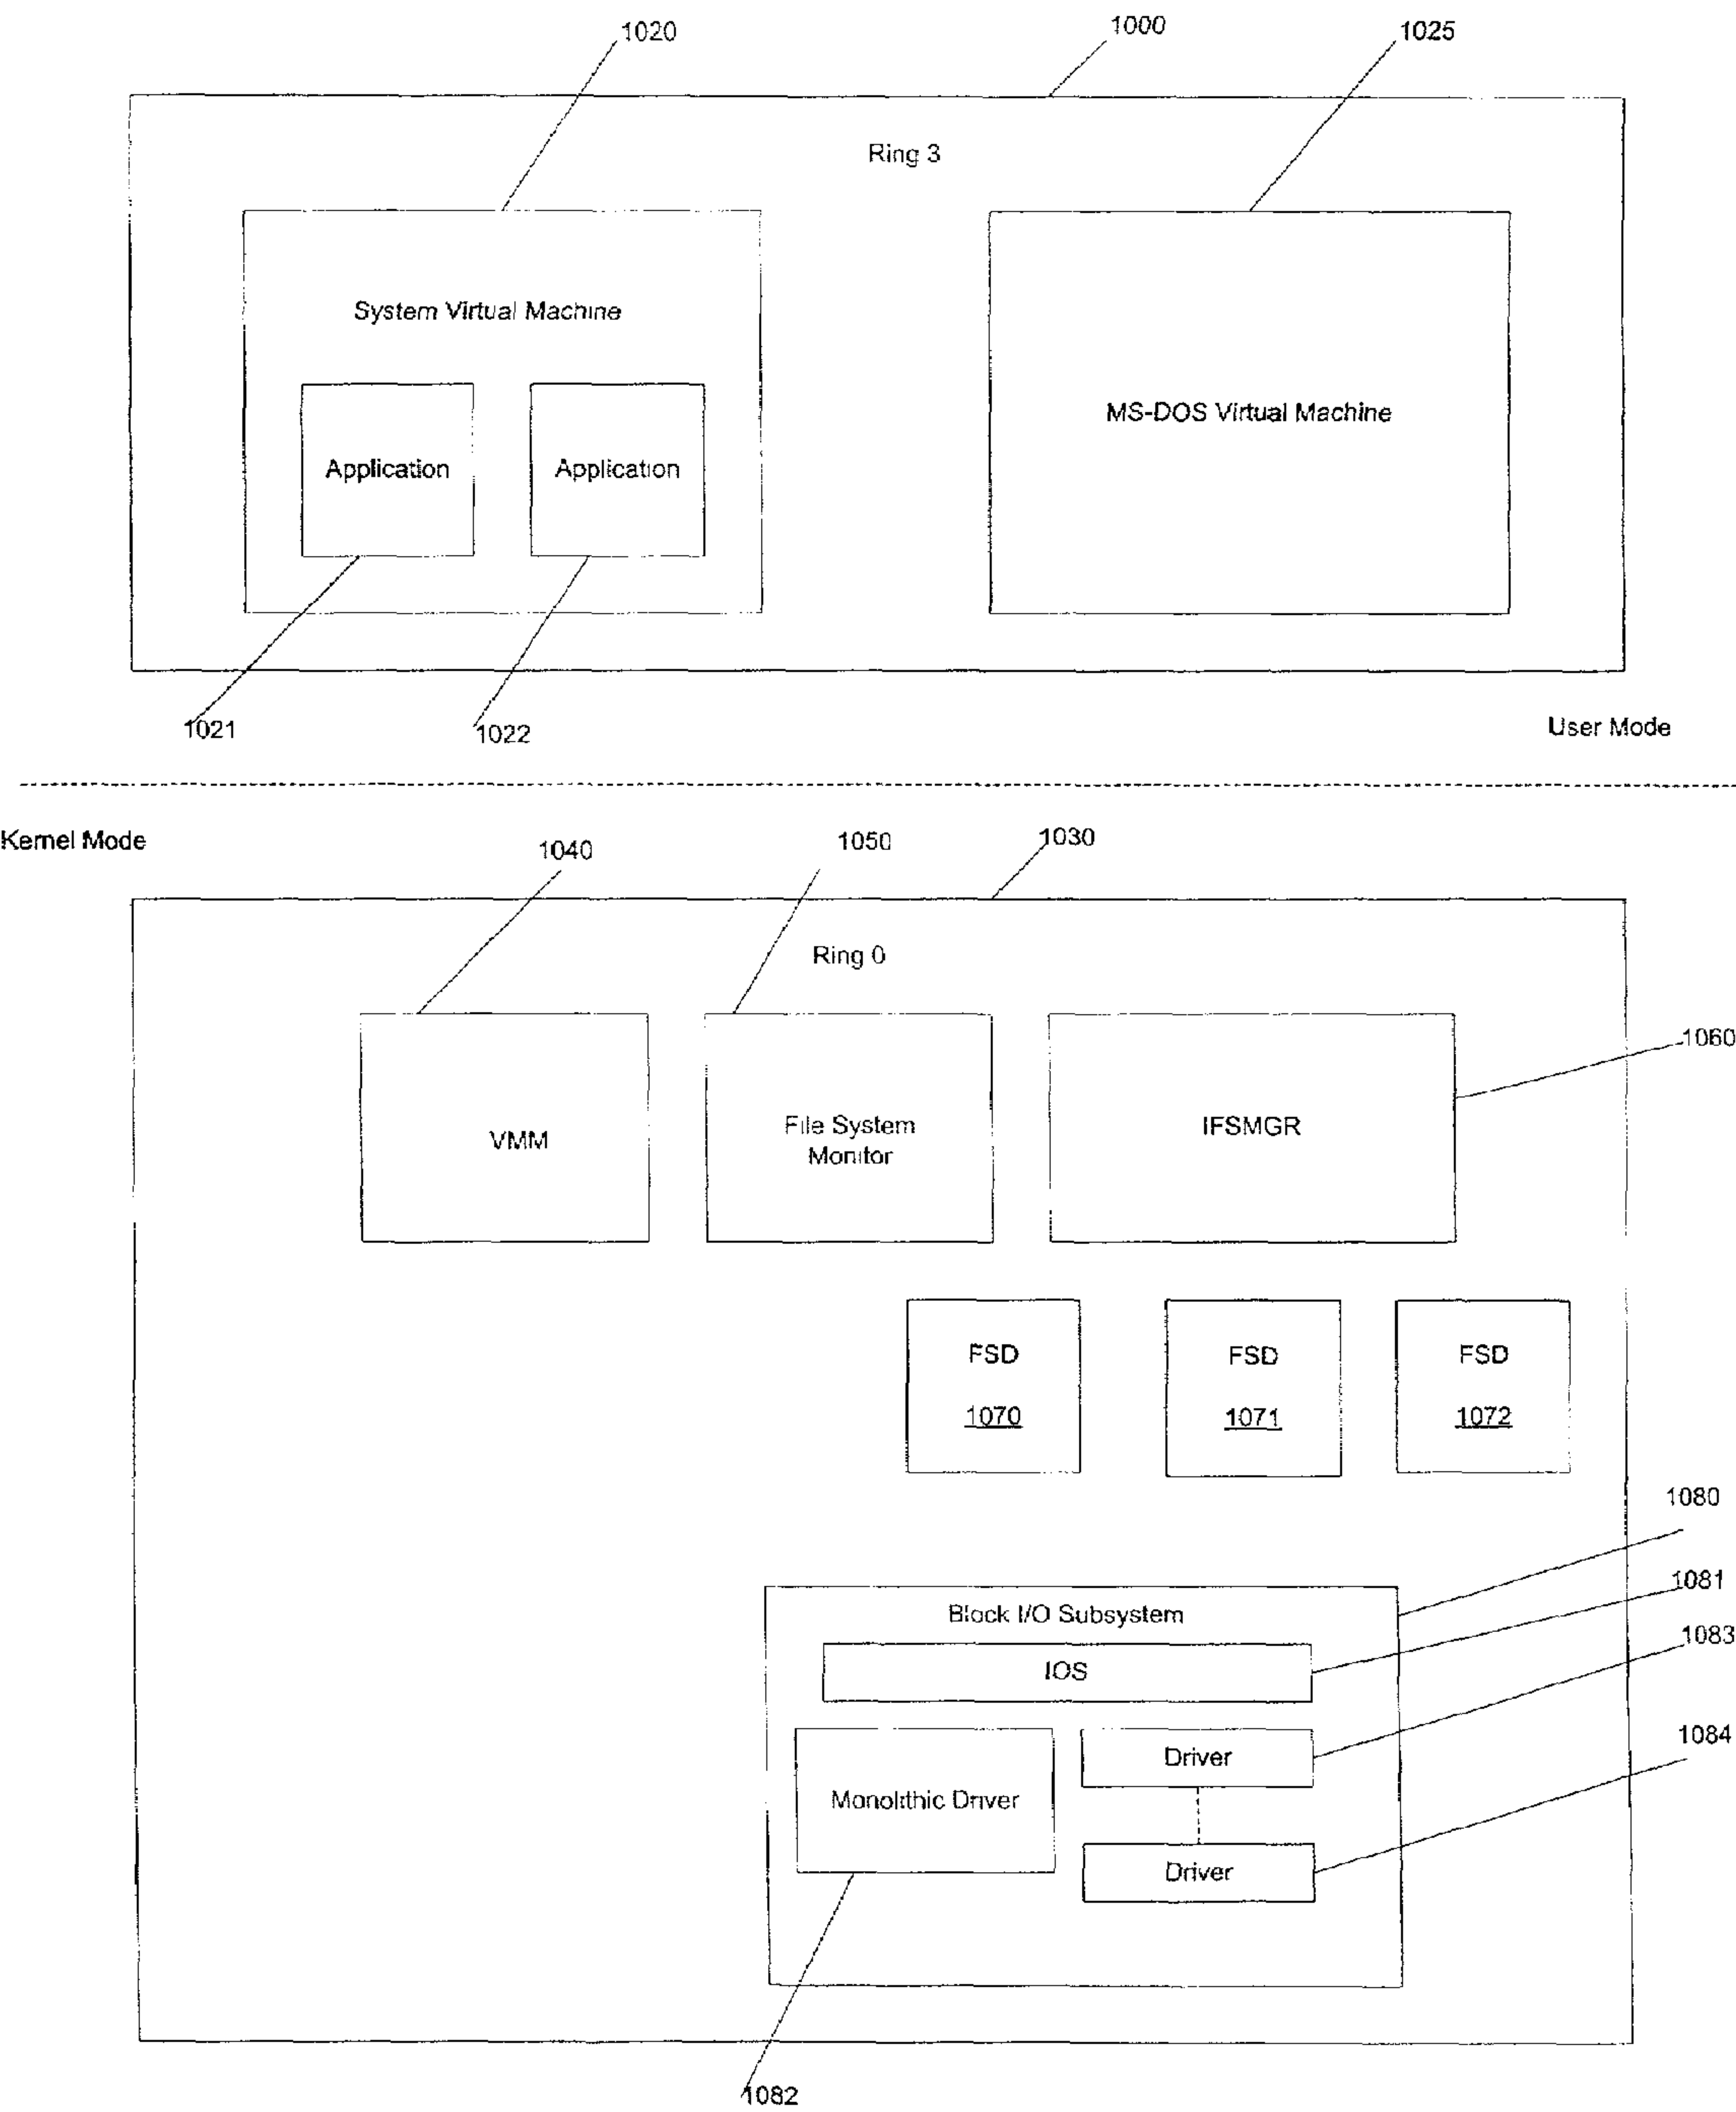 1020
1000
1025
Ring 3
System Virtual Machine
MS-DOS Virtual Machine
Application
Application
1021
1022
User Mode
Kernel Mode
1040
1050
1030
Ring 0
1060
VMM
File System
Monitor
IFSMGR
FSD
1070
FSD
1071
FSD
1072
1080
1081
Block I/O Subsystem
1083
IOS
1084
Driver
Monolithic Driver
Driver
1082